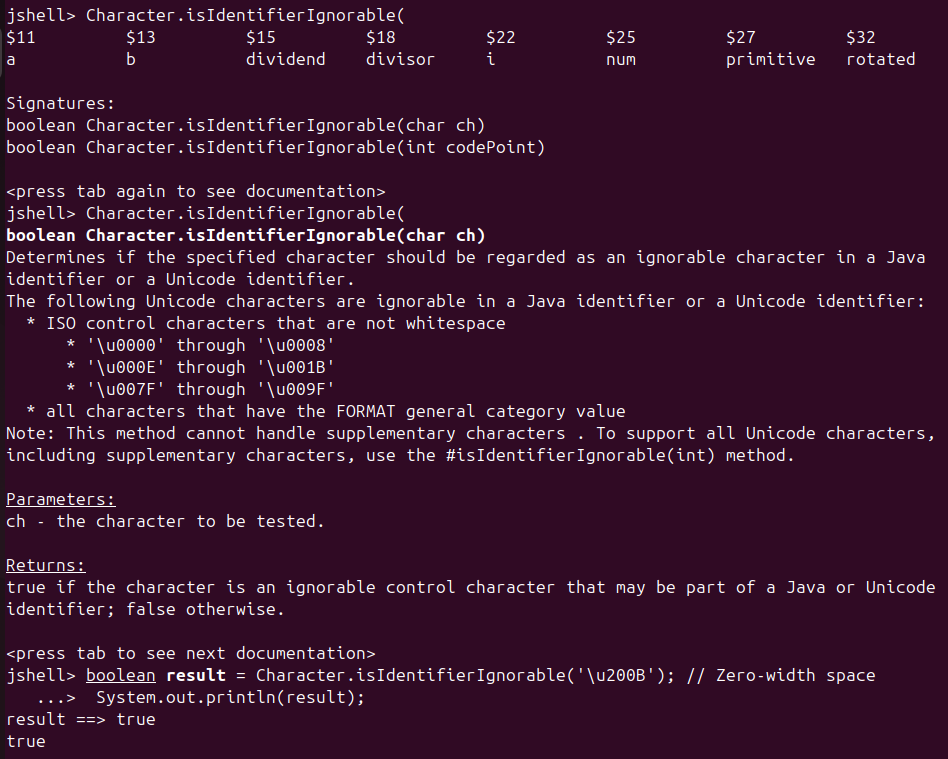 jshell> Character.isIdentifierIgnorable(
$11 $13 $15 $18 $22 $25 $27 $32
a b dividend divisor i num primitive rotated
Signatures:
boolean Character.isIdentifierIgnorable(char ch)
boolean Character.isIdentifierIgnorable(int codePoint)
<press tab again to see documentation>
jshell> Character.isIdentifierIgnorable(
boolean Character.isIdentifierIgnorable(char ch)
Determines if the specified character should be regarded as an ignorable character in a Java
identifier or a Unicode identifier.
The following Unicode characters are ignorable in a Java identifier or a Unicode identifier:
* ISO control characters that are not whitespace
* '\u0000' through '\u0008'
* '\u000E' through '\u001B'
* '\u007F' through '\u009F'
* all characters that have the FORMAT general category value
Note: This method cannot handle supplementary characters . To support all Unicode characters,
including supplementary characters, use the #isIdentifierIgnorable(int) method.
Parameters:
ch - the character to be tested.
Returns:
true if the character is an ignorable control character that may be part of a Java or Unicode
identifier; false otherwise.
<press tab to see next documentation>
jshell> boolean result = Character.isIdentifierIgnorable('\u200B'); // Zero-width space
...> System.out.println(result);
result ==> true
true